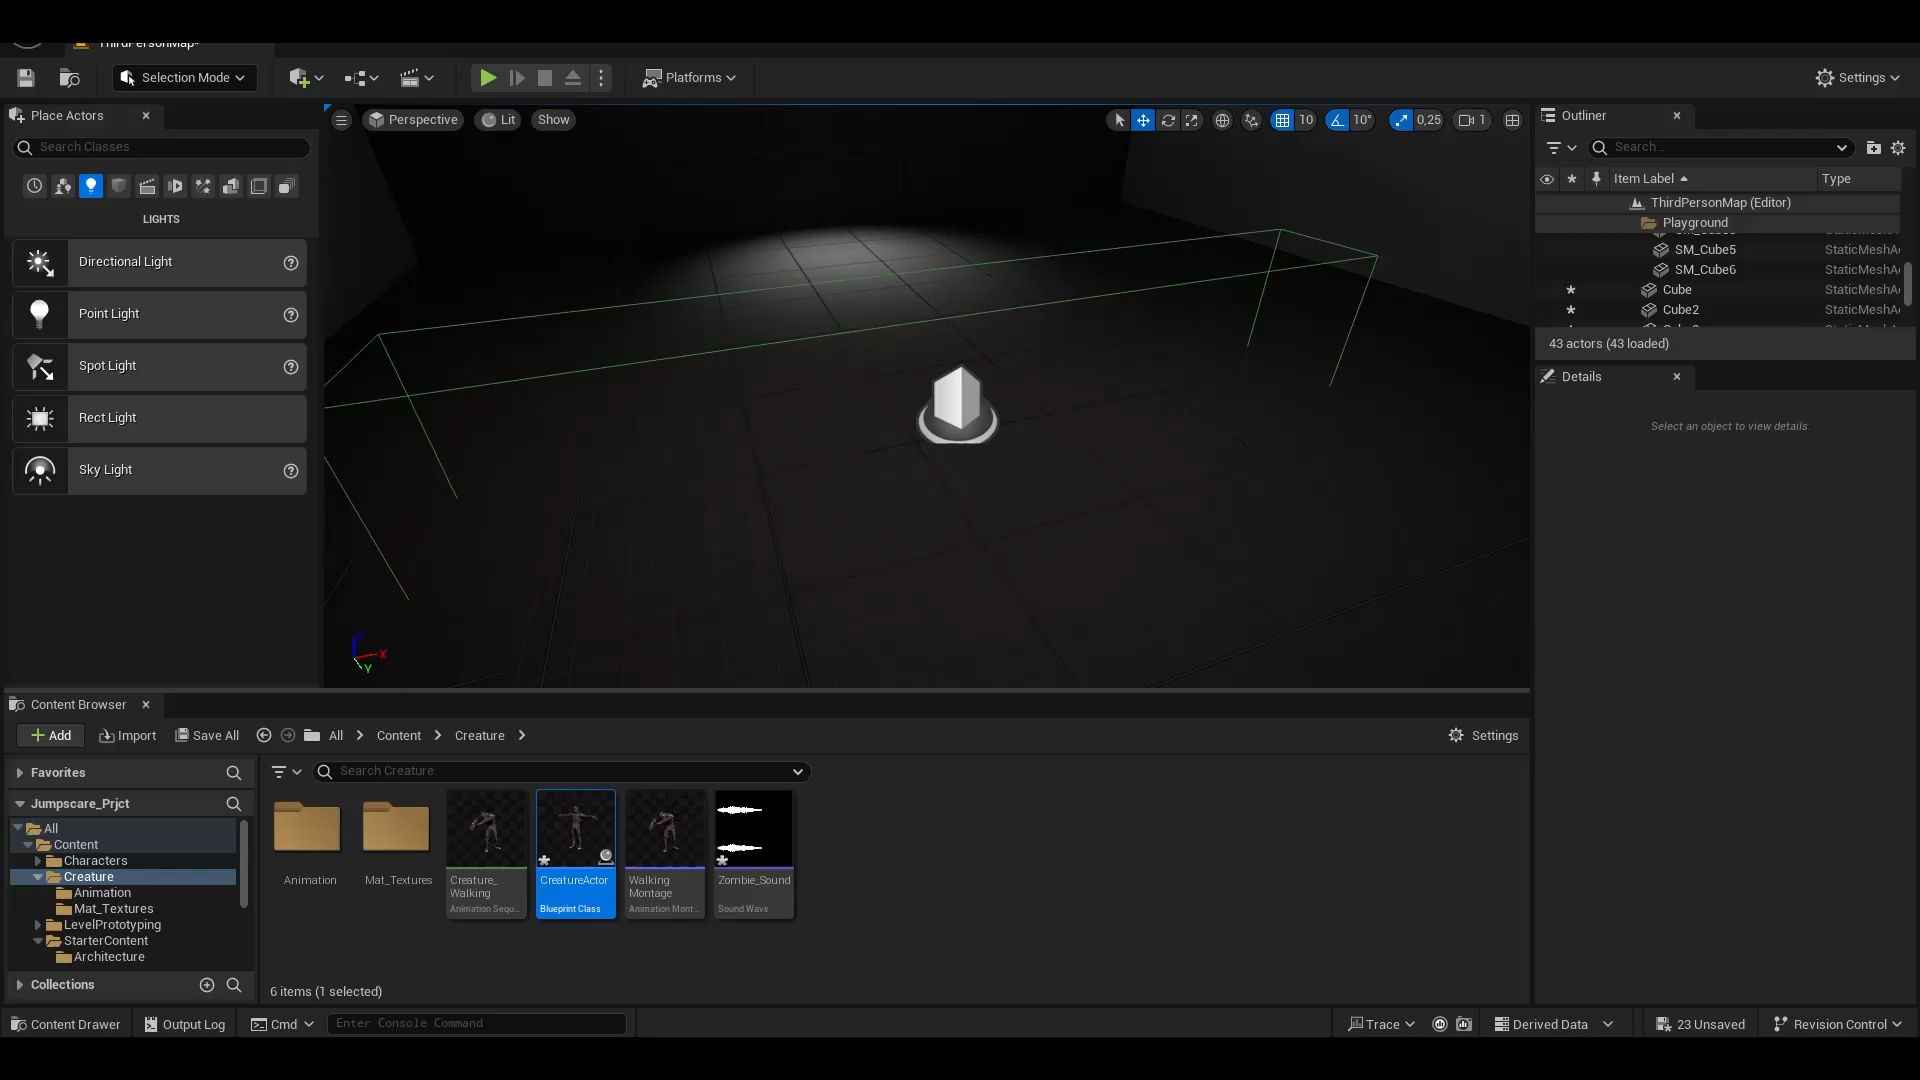 ThirdPersonMap*
Selection Mode
Platforms
Settings
Place Actors
Search Classes
LIGHTS
Directional Light
Point Light
Spot Light
Rect Light
Sky Light
Perspective
Lit
Show
10
10°
0,25
1
X
Y
Outliner
Search...
Item Label
Type
ThirdPersonMap (Editor)
Playground
SM_Cube5
StaticMeshA
SM_Cube6
StaticMeshA
Cube
StaticMeshA
Cube2
StaticMeshA
43 actors (43 loaded)
Details
Select an object to view details.
Content Browser
Add
Import
Save All
All
Content
Creature
Settings
Favorites
Jumpscare_Prjct
All
Content
Characters
Creature
Animation
Mat_Textures
LevelPrototyping
StarterContent
Architecture
Collections
Search Creature
Animation
Mat_Textures
Creature_
Walking
Animation Sequ...
CreatureActor
Blueprint Class
Walking
Montage
Animation Mont...
Zombie_Sound
Sound Wave
6 items (1 selected)
Content Drawer
Output Log
Cmd
Enter Console Command
Trace
Derived Data
23 Unsaved
Revision Control